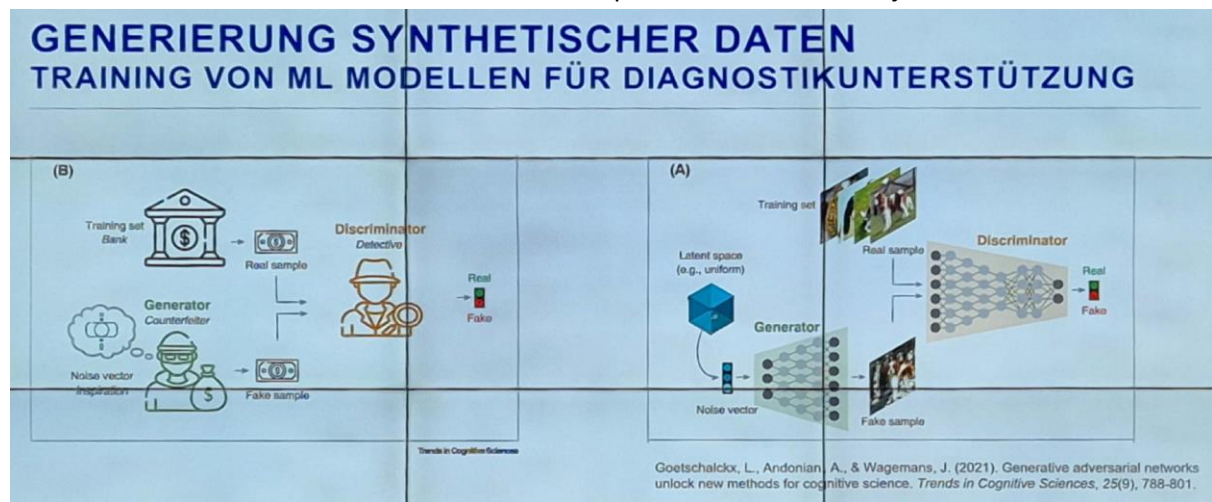 GENERIERUNG SYNTHETISCHER DATEN
TRAINING VON ML MODELLEN FÜR DIAGNOSTIKUNTERSTÜTZUNG
(B)
Training set
Bank
Real sample
Discriminator
Detective
Real
Fake
Generator
Counterfeiter
Noise vector
Inspiration
Fake sample
Trends in Cognitive Sciences
(A)
Training set
Real sample
Latent space
(e.g., uniform)
Discriminator
Real
Fake
Generator
Noise vector
Fake sample
Goetschalckx, L., Andonian, A., & Wagemans, J. (2021). Generative adversarial networks
unlock new methods for cognitive science. Trends in Cognitive Sciences, 25(9), 788-801.